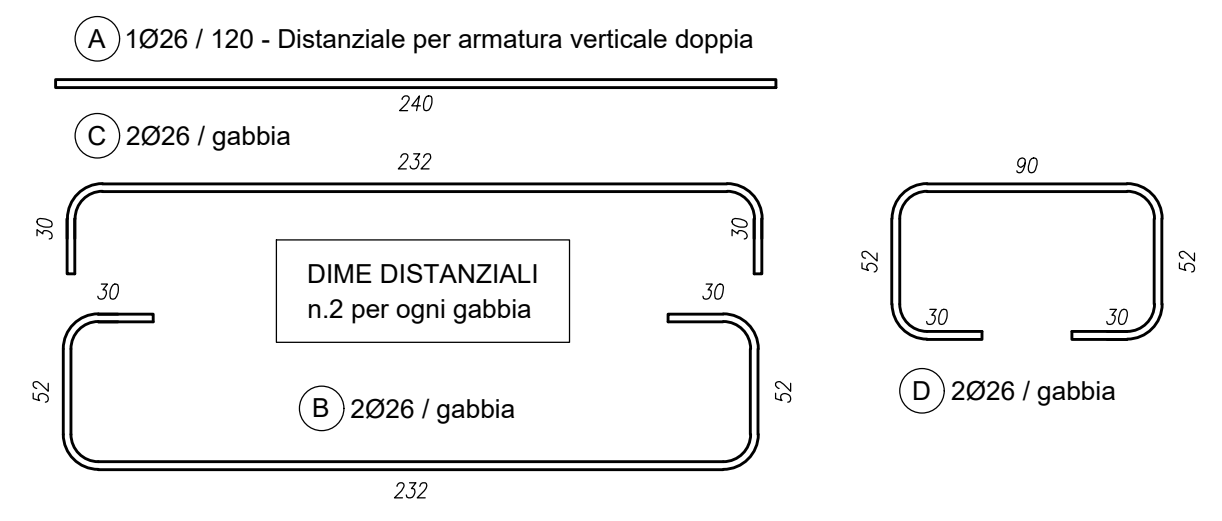 A 1Ø26 / 120 - Distanziale per armatura verticale doppia
240
C 2Ø26 / gabbia
232
30
30
DIME DISTANZIALI
n.2 per ogni gabbia
30
30
52
52
B 2Ø26 / gabbia
232
90
52
52
30
30
D 2Ø26 / gabbia